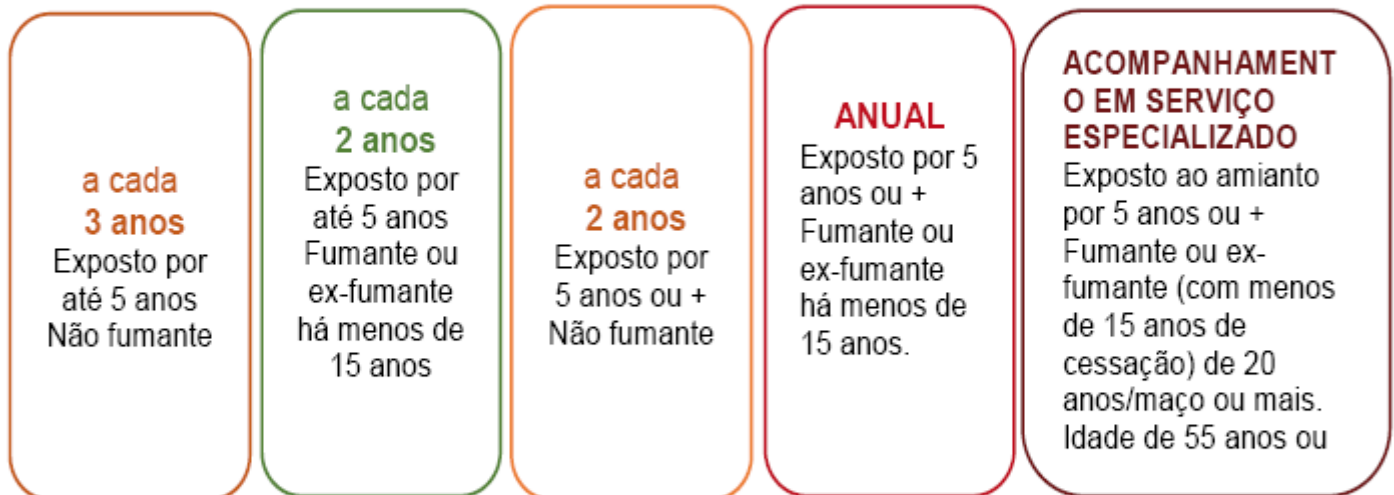 a cada
3 anos
Exposto por
até 5 anos
Não fumante
a cada
2 anos
Exposto por
até 5 anos
Fumante ou
ex-fumante
há menos de
15 anos
a cada
2 anos
Exposto por
5 anos ou +
Não fumante
ANUAL
Exposto por 5
anos ou +
Fumante ou
ex-fumante
há menos de
15 anos.
ACOMPANHAMENT
O EM SERVIÇO
ESPECIALIZADO
Exposto ao amianto
por 5 anos ou +
Fumante ou ex-
fumante (com menos
de 15 anos de
cessação) de 20
anos/maço ou mais.
Idade de 55 anos ou